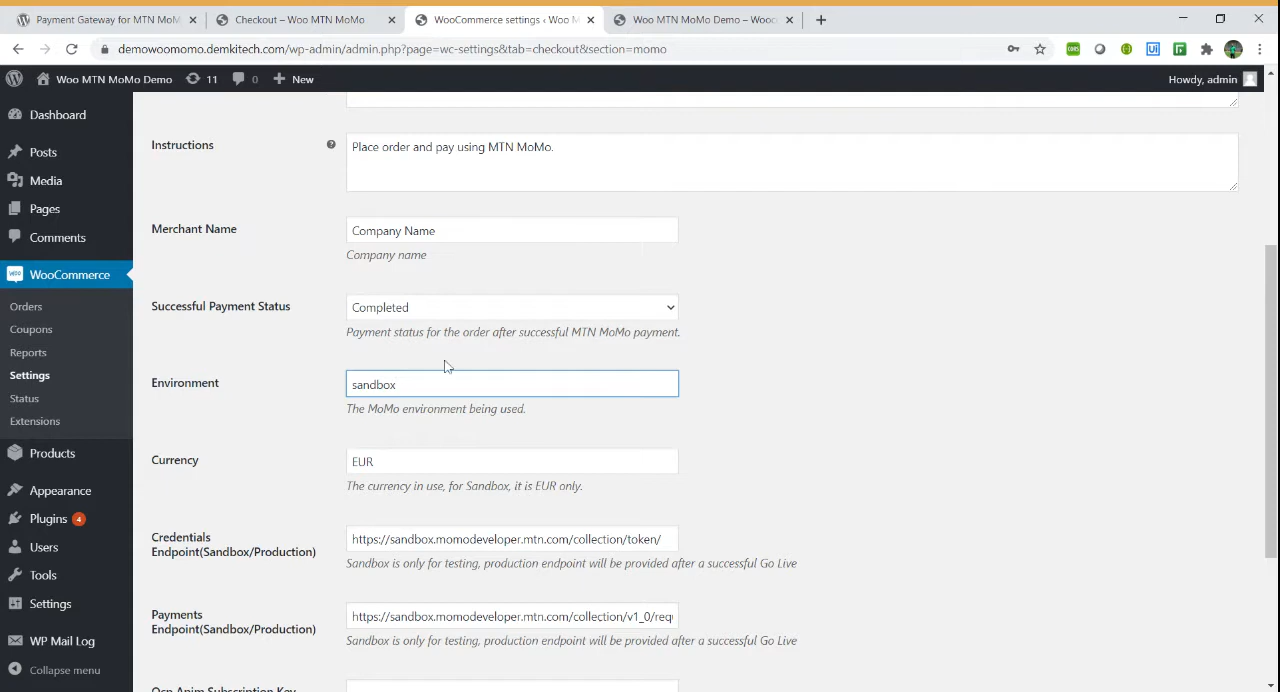 Payment Gateway for MTN MoM
Checkout – Woo MTN MoMo
WooCommerce settings ‹ Woo M
Woo MTN MoMo Demo – Wooc
demowoomomo.demkitech.com/wp-admin/admin.php?page=wc-settings&tab=checkout&section=momo
Woo MTN MoMo Demo 11 0 New Howdy, admin
Dashboard
Posts
Media
Pages
Comments
WooCommerce
Orders
Coupons
Reports
Settings
Status
Extensions
Products
Appearance
Plugins 4
Users
Tools
Settings
WP Mail Log
Collapse menu
Instructions
Place order and pay using MTN MoMo.
Merchant Name
Company Name
Company name
Successful Payment Status
Completed
Payment status for the order after successful MTN MoMo payment.
Environment
sandbox
The MoMo environment being used.
Currency
EUR
The currency in use, for Sandbox, it is EUR only.
Credentials
Endpoint(Sandbox/Production)
https://sandbox.momodeveloper.mtn.com/collection/token/
Sandbox is only for testing, production endpoint will be provided after a successful Go Live
Payments
Endpoint(Sandbox/Production)
https://sandbox.momodeveloper.mtn.com/collection/v1_0/requ
Sandbox is only for testing, production endpoint will be provided after a successful Go Live
Ocp Apim Subscription Key